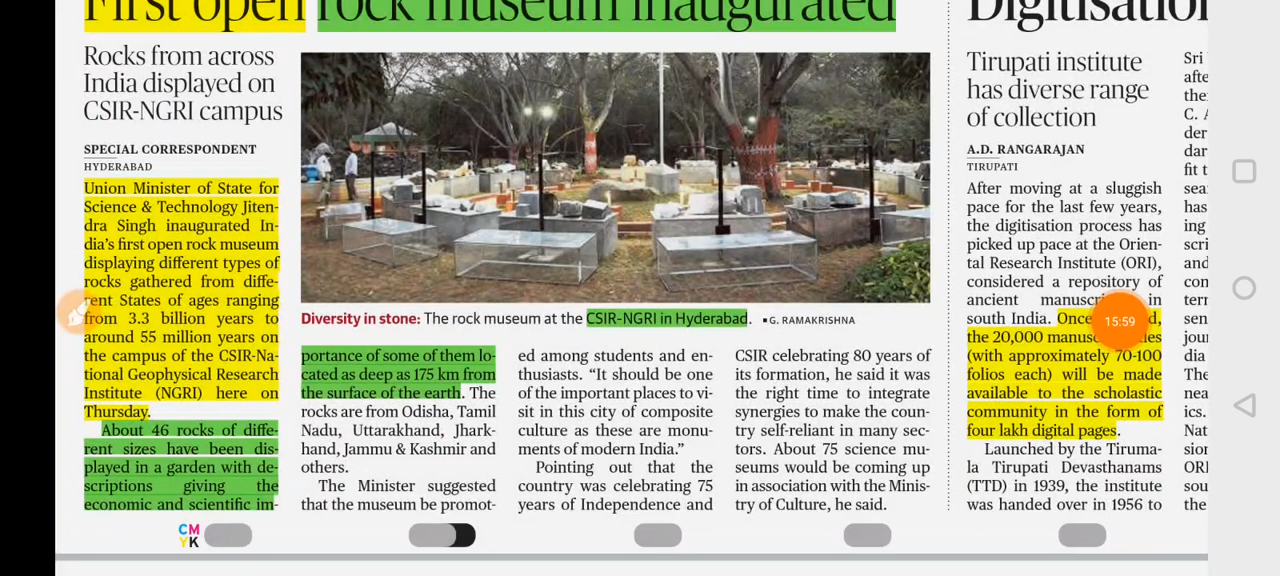 First open rock museum inaugurated
Rocks from across
India displayed on
CSIR-NGRI campus
SPECIAL CORRESPONDENT
HYDERABAD
Union Minister of State for
Science & Technology Jiten-
dra Singh inaugurated In-
dia's first open rock museum
displaying different types of
rocks gathered from diffe-
rent States of ages ranging
from 3.3 billion years to
around 55 million years on
the campus of the CSIR-Na-
tional Geophysical Research
Institute (NGRI) here on
Thursday.
About 46 rocks of diffe-
rent sizes have been dis-
played in a garden with de-
scriptions giving the
economic and scientific im-
Diversity in stone: The rock museum at the CSIR-NGRI in Hyderabad. ▪ G. RAMAKRISHNA
portance of some of them lo-
cated as deep as 175 km from
the surface of the earth. The
rocks are from Odisha, Tamil
Nadu, Uttarakhand, Jhark-
hand, Jammu & Kashmir and
others.
The Minister suggested
that the museum be promot-
ed among students and en-
thusiasts. “It should be one
of the important places to vi-
sit in this city of composite
culture as these are monu-
ments of modern India.”
Pointing out that the
country was celebrating 75
years of Independence and
CSIR celebrating 80 years of
its formation, he said it was
the right time to integrate
synergies to make the coun-
try self-reliant in many sec-
tors. About 75 science mu-
seums would be coming up
in association with the Minis-
try of Culture, he said.
Digitisation
Tirupati institute
has diverse range
of collection
A.D. RANGARAJAN
TIRUPATI
After moving at a sluggish
pace for the last few years,
the digitisation process has
picked up pace at the Orien-
tal Research Institute (ORI),
considered a repository of
ancient in
south India. Once
the 20,000
(with approximately 70-100
folios each) will be made
available to the scholastic
community in the form of
four lakh digital pages.
Launched by the Tiruma-
la Tirupati Devasthanams
(TTD) in 1939, the institute
was handed over in 1956 to
Sri
C. A
15:59
CM
YK